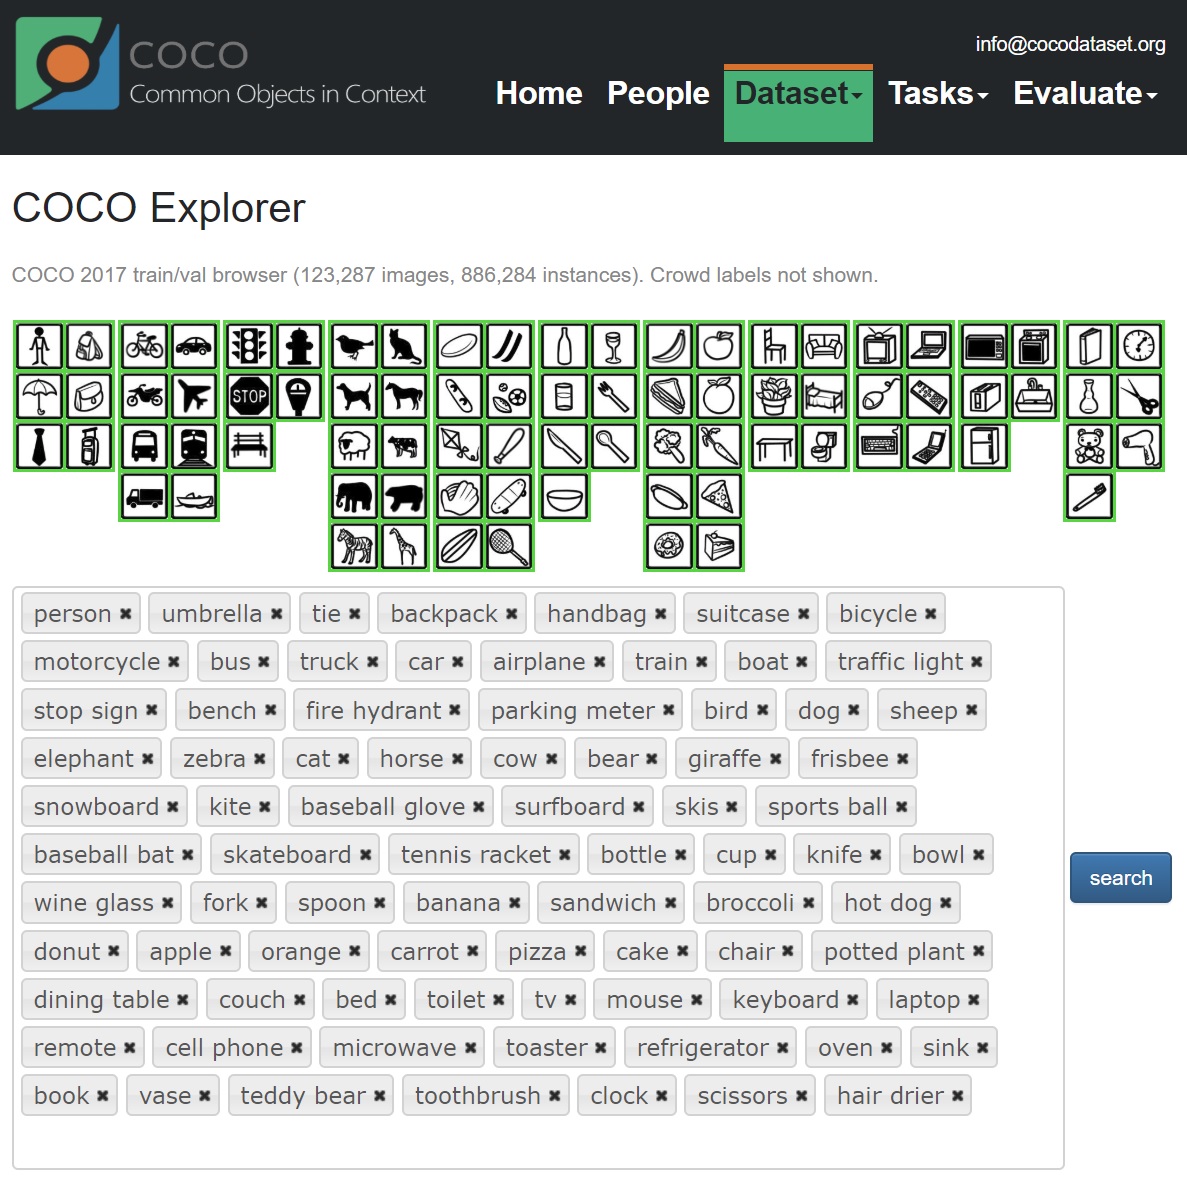 info@cocodataset.org
COCO
Common Objects in Context
Home People Dataset Tasks Evaluate
COCO Explorer
COCO 2017 train/val browser (123,287 images, 886,284 instances). Crowd labels not shown.
STOP
person umbrella tie backpack handbag suitcase bicycle
motorcycle bus truck car airplane train boat traffic light
stop sign bench fire hydrant parking meter bird dog sheep
elephant zebra cat horse cow bear giraffe frisbee
snowboard kite baseball glove surfboard skis sports ball
baseball bat skateboard tennis racket bottle cup knife bowl
wine glass fork spoon banana sandwich broccoli hot dog
donut apple orange carrot pizza cake chair potted plant
dining table couch bed toilet tv mouse keyboard laptop
remote cell phone microwave toaster refrigerator oven sink
book vase teddy bear toothbrush clock scissors hair drier
search